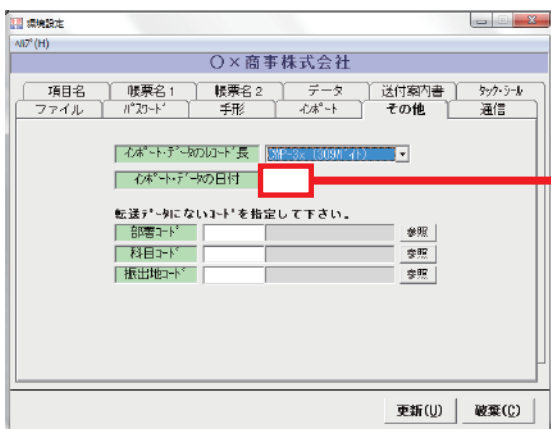 環境設定
ﾍﾙﾌﾟ(H)
○×商事株式会社
項目名 帳票名1 帳票名2 データ 送付案内書 ﾀｯｸ･ｼｰﾙ
ファイル ﾊﾟｽﾜｰﾄﾞ 手形 ｲﾝﾎﾟｰﾄ その他 通信
ｲﾝﾎﾟｰﾄ･ﾃﾞｰﾀのﾚｺｰﾄﾞ長
ｲﾝﾎﾟｰﾄ･ﾃﾞｰﾀの日付
転送ﾃﾞｰﾀにないｺｰﾄﾞを指定して下さい。
部署ｺｰﾄﾞ 参照
科目ｺｰﾄﾞ 参照
振出地ｺｰﾄﾞ 参照
更新(U) 破棄(C)